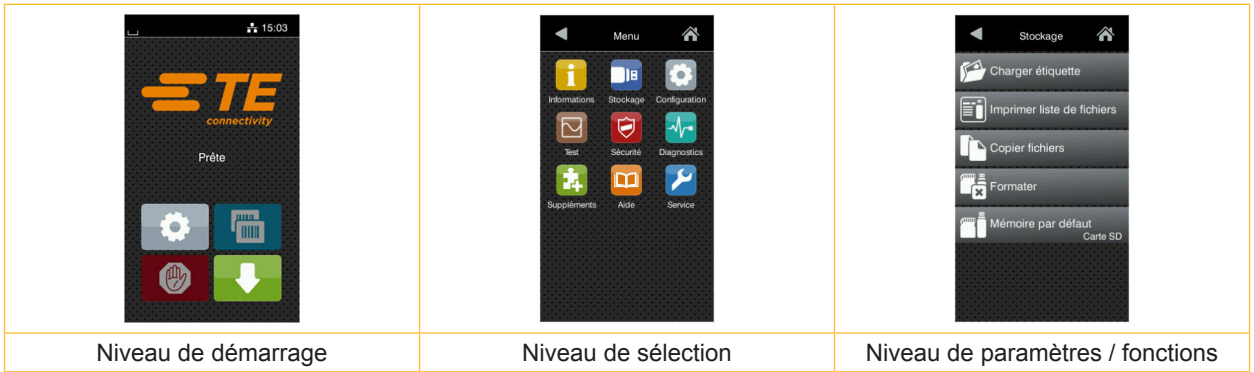 15:03
TE
connectivity
Prête
Niveau de démarrage
Menu
Informations Stockage Configuration
Test Sécurité Diagnostics
Suppléments Aide Service
Niveau de sélection
Stockage
Charger étiquette
Imprimer liste de fichiers
Copier fichiers
Formater
Mémoire par défaut
Carte SD
Niveau de paramètres / fonctions